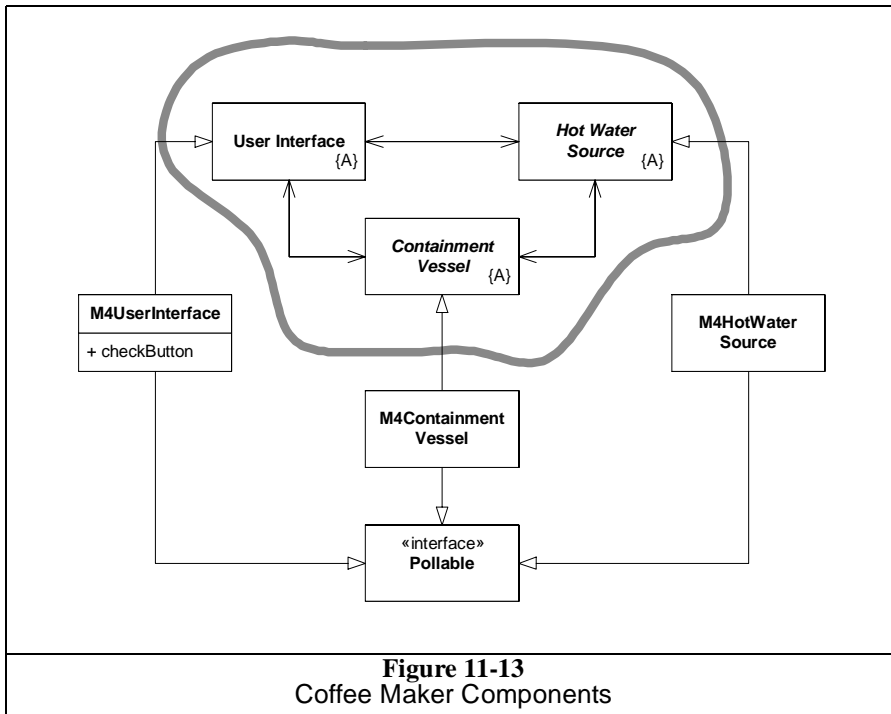 User Interface
{A}
Hot Water
Source
{A}
Containment
Vessel
{A}
M4UserInterface
+ checkButton
M4HotWater
Source
M4Containment
Vessel
«interface»
Pollable
Figure 11-13
Coffee Maker Components